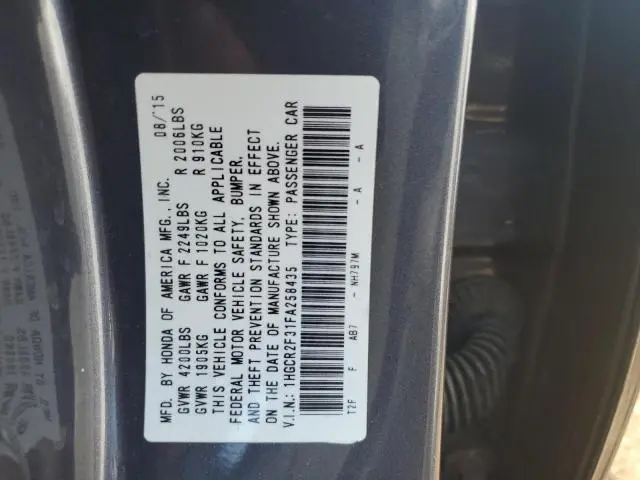 MFD. BY HONDA OF AMERICA MFG., INC. 08/'15
GVWR 4200LBS GAWR F 2249LBS R 2006LBS
GVWR 1905KG GAWR F 1020KG R 910KG
THIS VEHICLE CONFORMS TO ALL APPLICABLE
FEDERAL MOTOR VEHICLE SAFETY, BUMPER,
AND THEFT PREVENTION STANDARDS IN EFFECT
ON THE DATE OF MANUFACTURE SHOWN ABOVE.
V.I.N.: 1HGCR2F31FA258435 TYPE: PASSENGER CAR
T2F F AB7 - NH797M - A - A